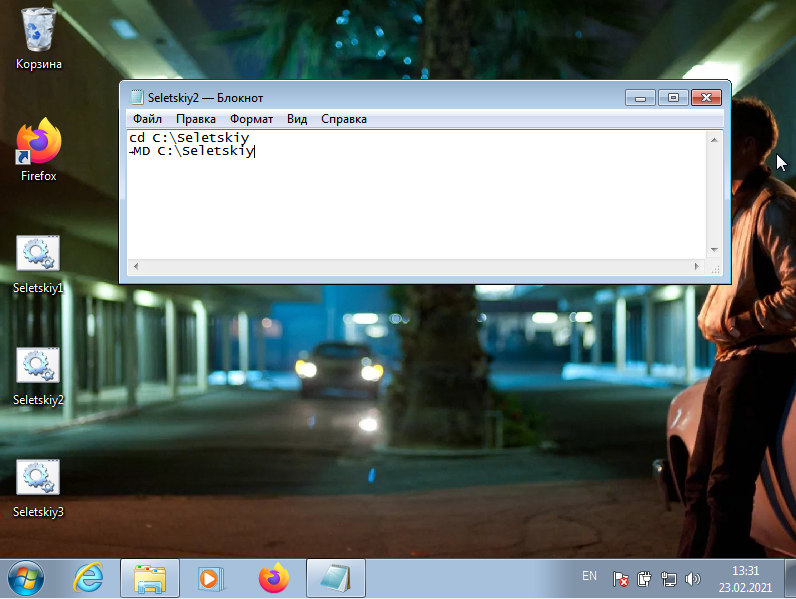 Корзина
Firefox
Seletskiy1
Seletskiy2
Seletskiy3
Seletskiy2 — Блокнот
Файл Правка Формат Вид Справка
cd C:\Seletskiy
-MD C:\Seletskiy
EN
13:31
23.02.2021